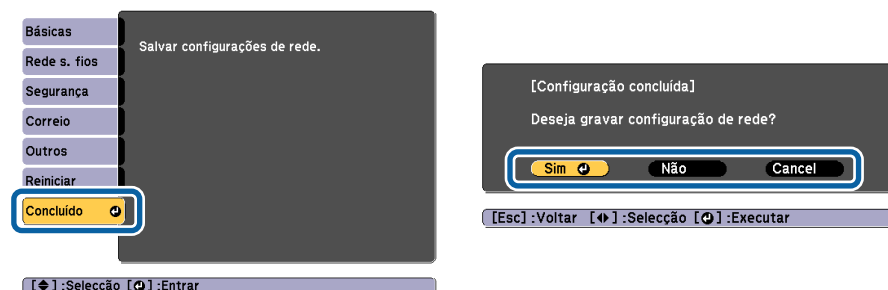 Básicas
Rede s. fios
Segurança
Correio
Outros
Reiniciar
Concluído
Salvar configurações de rede.
[ ]:Selecção [ ]:Entrar
[Configuração concluída]
Deseja gravar configuração de rede?
Sim Não Cancel
[Esc]:Voltar [ ]:Selecção [ ]:Executar